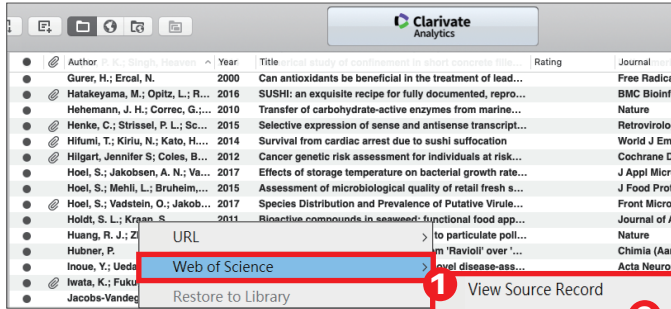 Clarivate
Analytics
Author Year Title Rating Journal
Gurer, H.; Ercal, N. 2000 Can antioxidants be beneficial in the treatment of lead... Free Radica
Hatakeyama, M.; Opitz, L.; R... 2016 SUSHI: an exquisite recipe for fully documented, repro... BMC Bioinf
Hehemann, J. H.; Correc, G.;... 2010 Transfer of carbohydrate-active enzymes from marine... Nature
Henke, C.; Strissel, P. L.; Sc... 2015 Selective expression of sense and antisense transcript... Retrovirolo
Hifumi, T.; Kiriu, N.; Kato, H.... 2014 Survival from cardiac arrest due to sushi suffocation World J Em
Hilgart, Jennifer S; Coles, B... 2012 Cancer genetic risk assessment for individuals at risk... Cochrane D
Hoel, S.; Jakobsen, A. N.; Va... 2017 Effects of storage temperature on bacterial growth rate... J Appl Micr
Hoel, S.; Mehli, L.; Bruheim,... 2015 Assessment of microbiological quality of retail fresh s... J Food Prot
Hoel, S.; Vadstein, O.; Jakob... 2017 Species Distribution and Prevalence of Putative Virule... Front Micro
Holdt, S. L.; Kraan, S. 2011 Bioactive compounds in seaweed: functional food app... Journal of A
Huang, R. J.; Z to particulate poll... Nature
Hubner, P. m 'Ravioli' over '... Chimia (Aar
Inoue, Y.; Ueda ovel disease-ass... Acta Neuro
Iwata, K.; Fuku
Jacobs-Vandeg
URL
Web of Science
Restore to Library
1
View Source Record